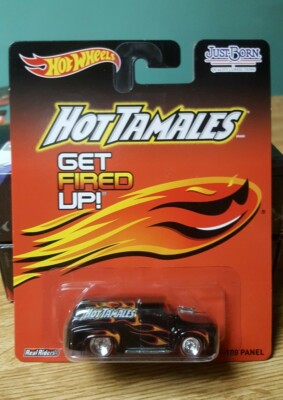 HOT WHEELS
JUST BORN
HOT TAMALES
GET
FIRED
UP!
®
HOT TAMALES
Real Riders
PANEL